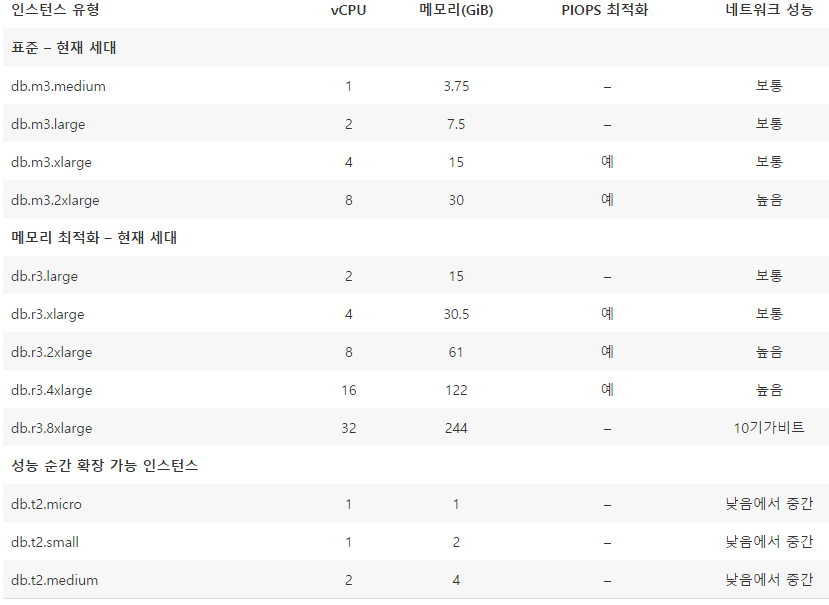 인스턴스 유형 vCPU 메모리(GiB) PIOPS 최적화 네트워크 성능
표준 – 현재 세대
db.m3.medium 1 3.75 – 보통
db.m3.large 2 7.5 – 보통
db.m3.xlarge 4 15 예 보통
db.m3.2xlarge 8 30 예 높음
메모리 최적화 – 현재 세대
db.r3.large 2 15 – 보통
db.r3.xlarge 4 30.5 예 보통
db.r3.2xlarge 8 61 예 높음
db.r3.4xlarge 16 122 예 높음
db.r3.8xlarge 32 244 – 10기가비트
성능 순간 확장 가능 인스턴스
db.t2.micro 1 1 – 낮음에서 중간
db.t2.small 1 2 – 낮음에서 중간
db.t2.medium 2 4 – 낮음에서 중간